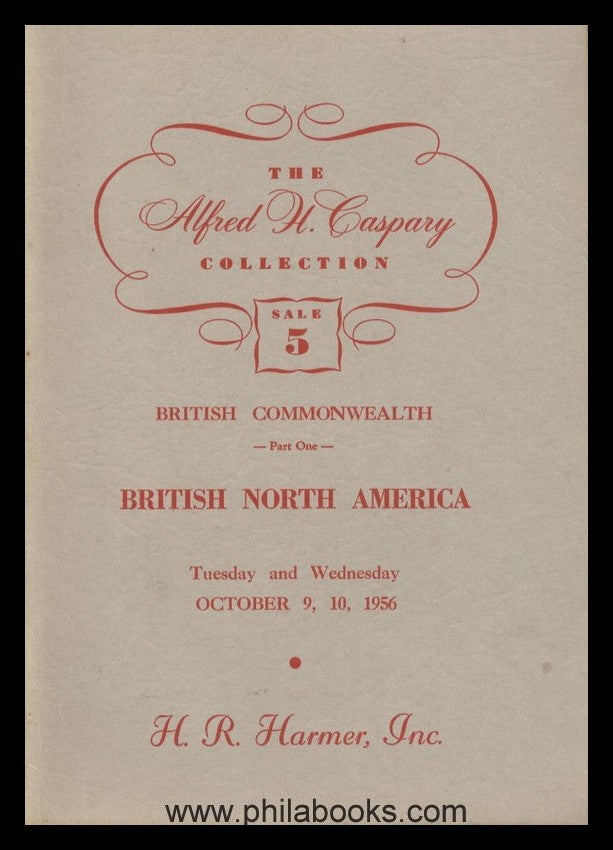 THE
Alfred H. Caspary
COLLECTION
SALE
5
BRITISH COMMONWEALTH
— Part One —
BRITISH NORTH AMERICA
Tuesday and Wednesday
OCTOBER 9, 10, 1956
H. R. Harmer, Inc.
www.philabooks.com